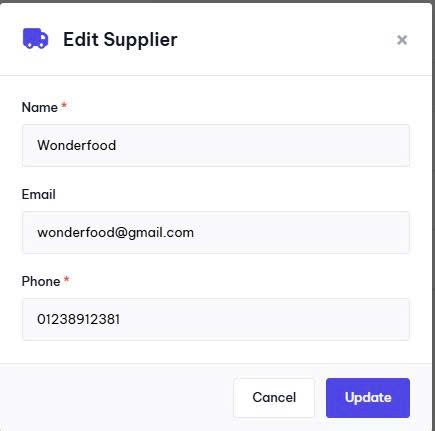 Edit Supplier
×
Name *
Wonderfood
Email
wonderfood@gmail.com
Phone *
01238912381
Cancel Update